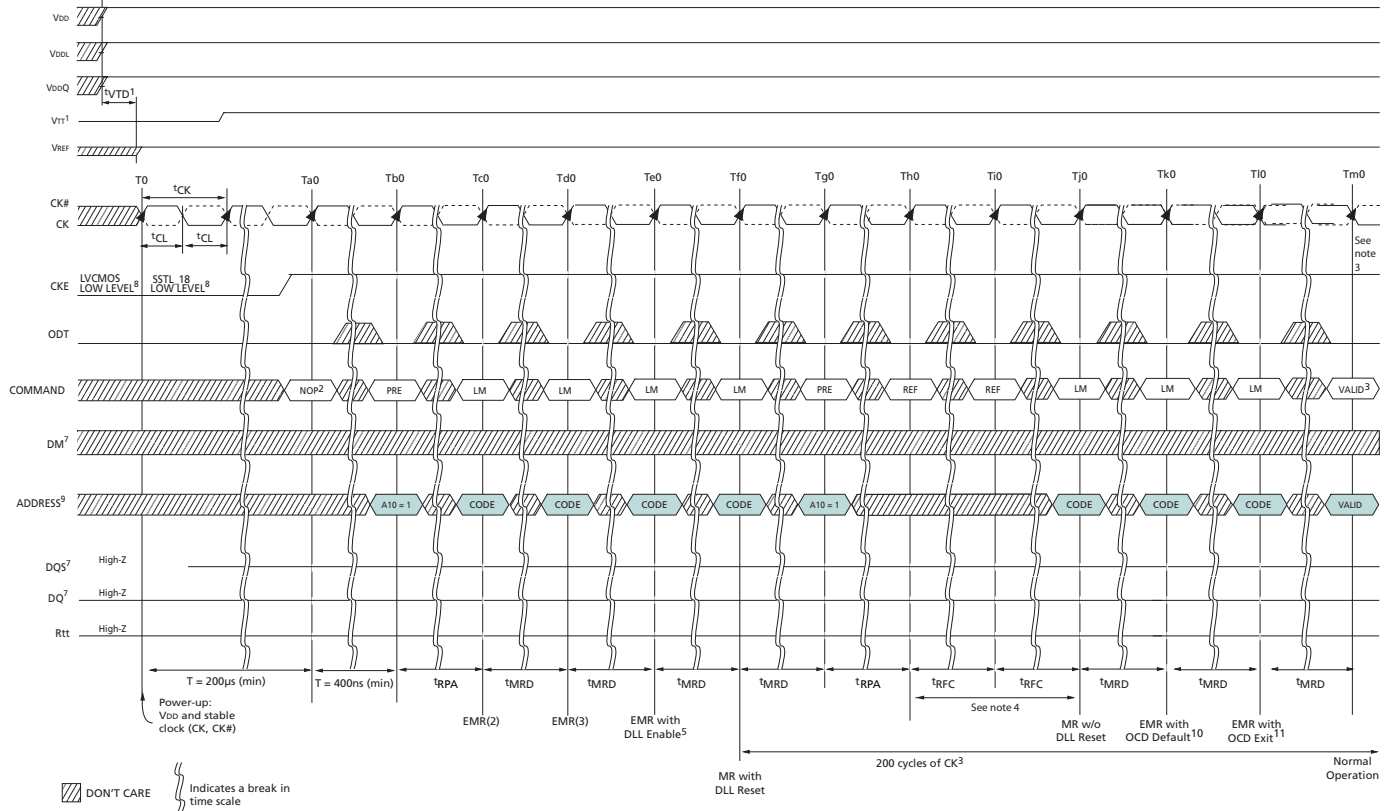 VDD
VDDL
VDDQ
tVTD1
VTT1
VREF
T0 Ta0 Tb0 Tc0 Td0 Te0 Tf0 Tg0 Th0 Ti0 Tj0 Tk0 Tl0 Tm0
tCK
CK#
CK
tCL tCL
See
note
3
LVCMOS SSTL_18
CKE LOW LEVEL8 LOW LEVEL8
ODT
COMMAND NOP2 PRE LM LM LM LM PRE REF REF LM LM LM VALID3
DM7
ADDRESS9 A10 = 1 CODE CODE CODE CODE A10 = 1 CODE CODE CODE VALID
DQS7 High-Z
DQ7 High-Z
Rtt High-Z
T = 200µs (min) T = 400ns (min) tRPA tMRD tMRD tMRD tMRD tRPA tRFC tRFC tMRD tMRD tMRD
See note 4
Power-up:
VDD and stable
clock (CK, CK#)
EMR(2) EMR(3) EMR with
DLL Enable5
MR w/o
DLL Reset
EMR with
OCD Default10
EMR with
OCD Exit11
200 cycles of CK3
Normal
Operation
MR with
DLL Reset
DON'T CARE
Indicates a break in
time scale